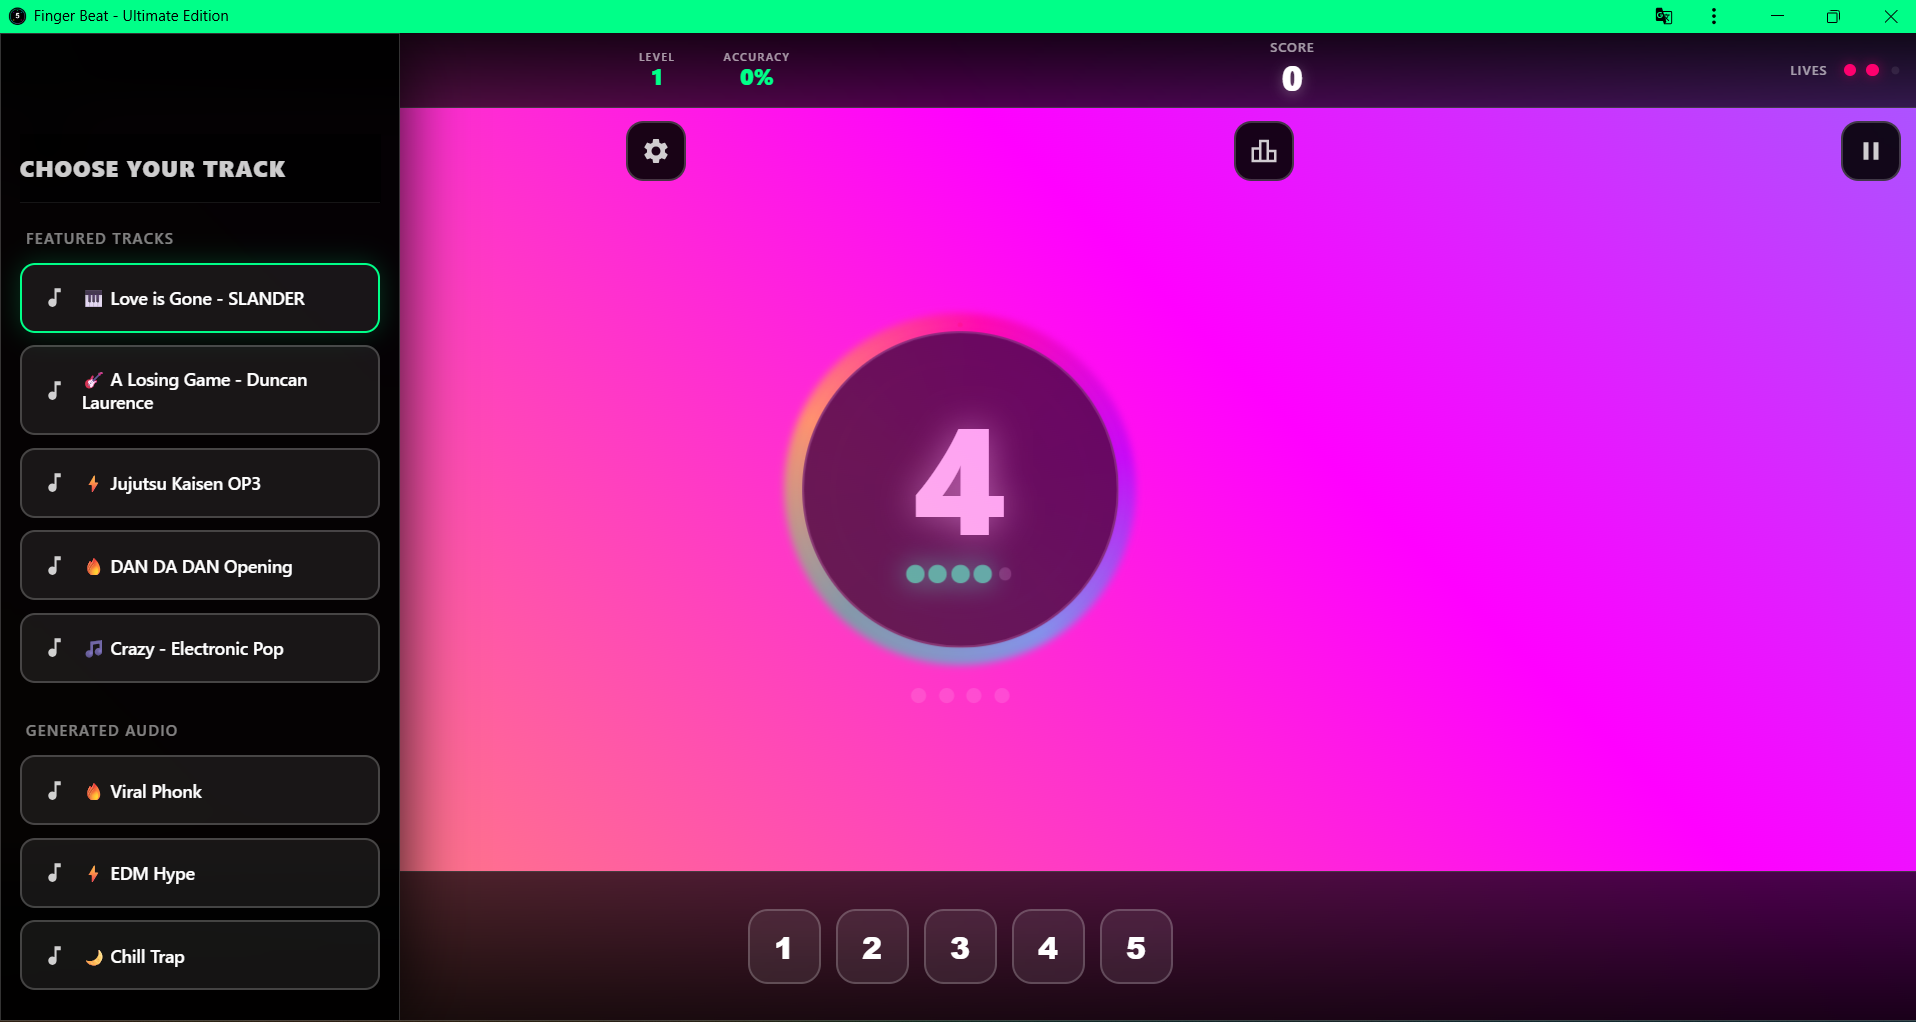 Finger Beat - Ultimate Edition
CHOOSE YOUR TRACK
FEATURED TRACKS
Love is Gone - SLANDER
A Losing Game - Duncan
Laurence
Jujutsu Kaisen OP3
DAN DA DAN Opening
Crazy - Electronic Pop
GENERATED AUDIO
Viral Phonk
EDM Hype
Chill Trap
LEVEL
1
ACCURACY
0%
SCORE
0
LIVES
4
1 2 3 4 5